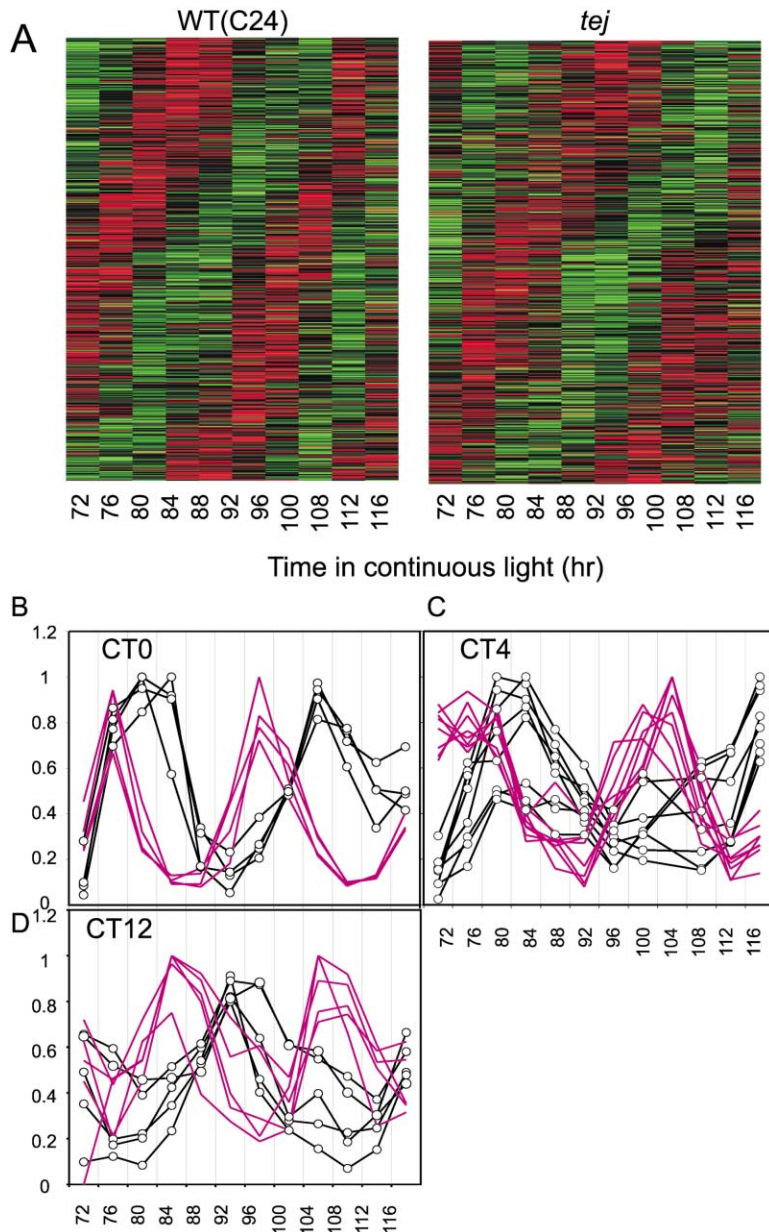 A
WT(C24)
tej
72 76 80 84 88 92 96 100 108 112 116
72 76 80 84 88 92 96 100 108 112 116
Time in continuous light (hr)
B
CT0
1.2
1
0.8
0.6
0.4
0.2
0
C
CT4
72 76 80 84 88 92 96 100 104 108 112 116
D
CT12
1.2
1
0.8
0.6
0.4
0.2
0
72 76 80 84 88 92 96 100 104 108 112 116